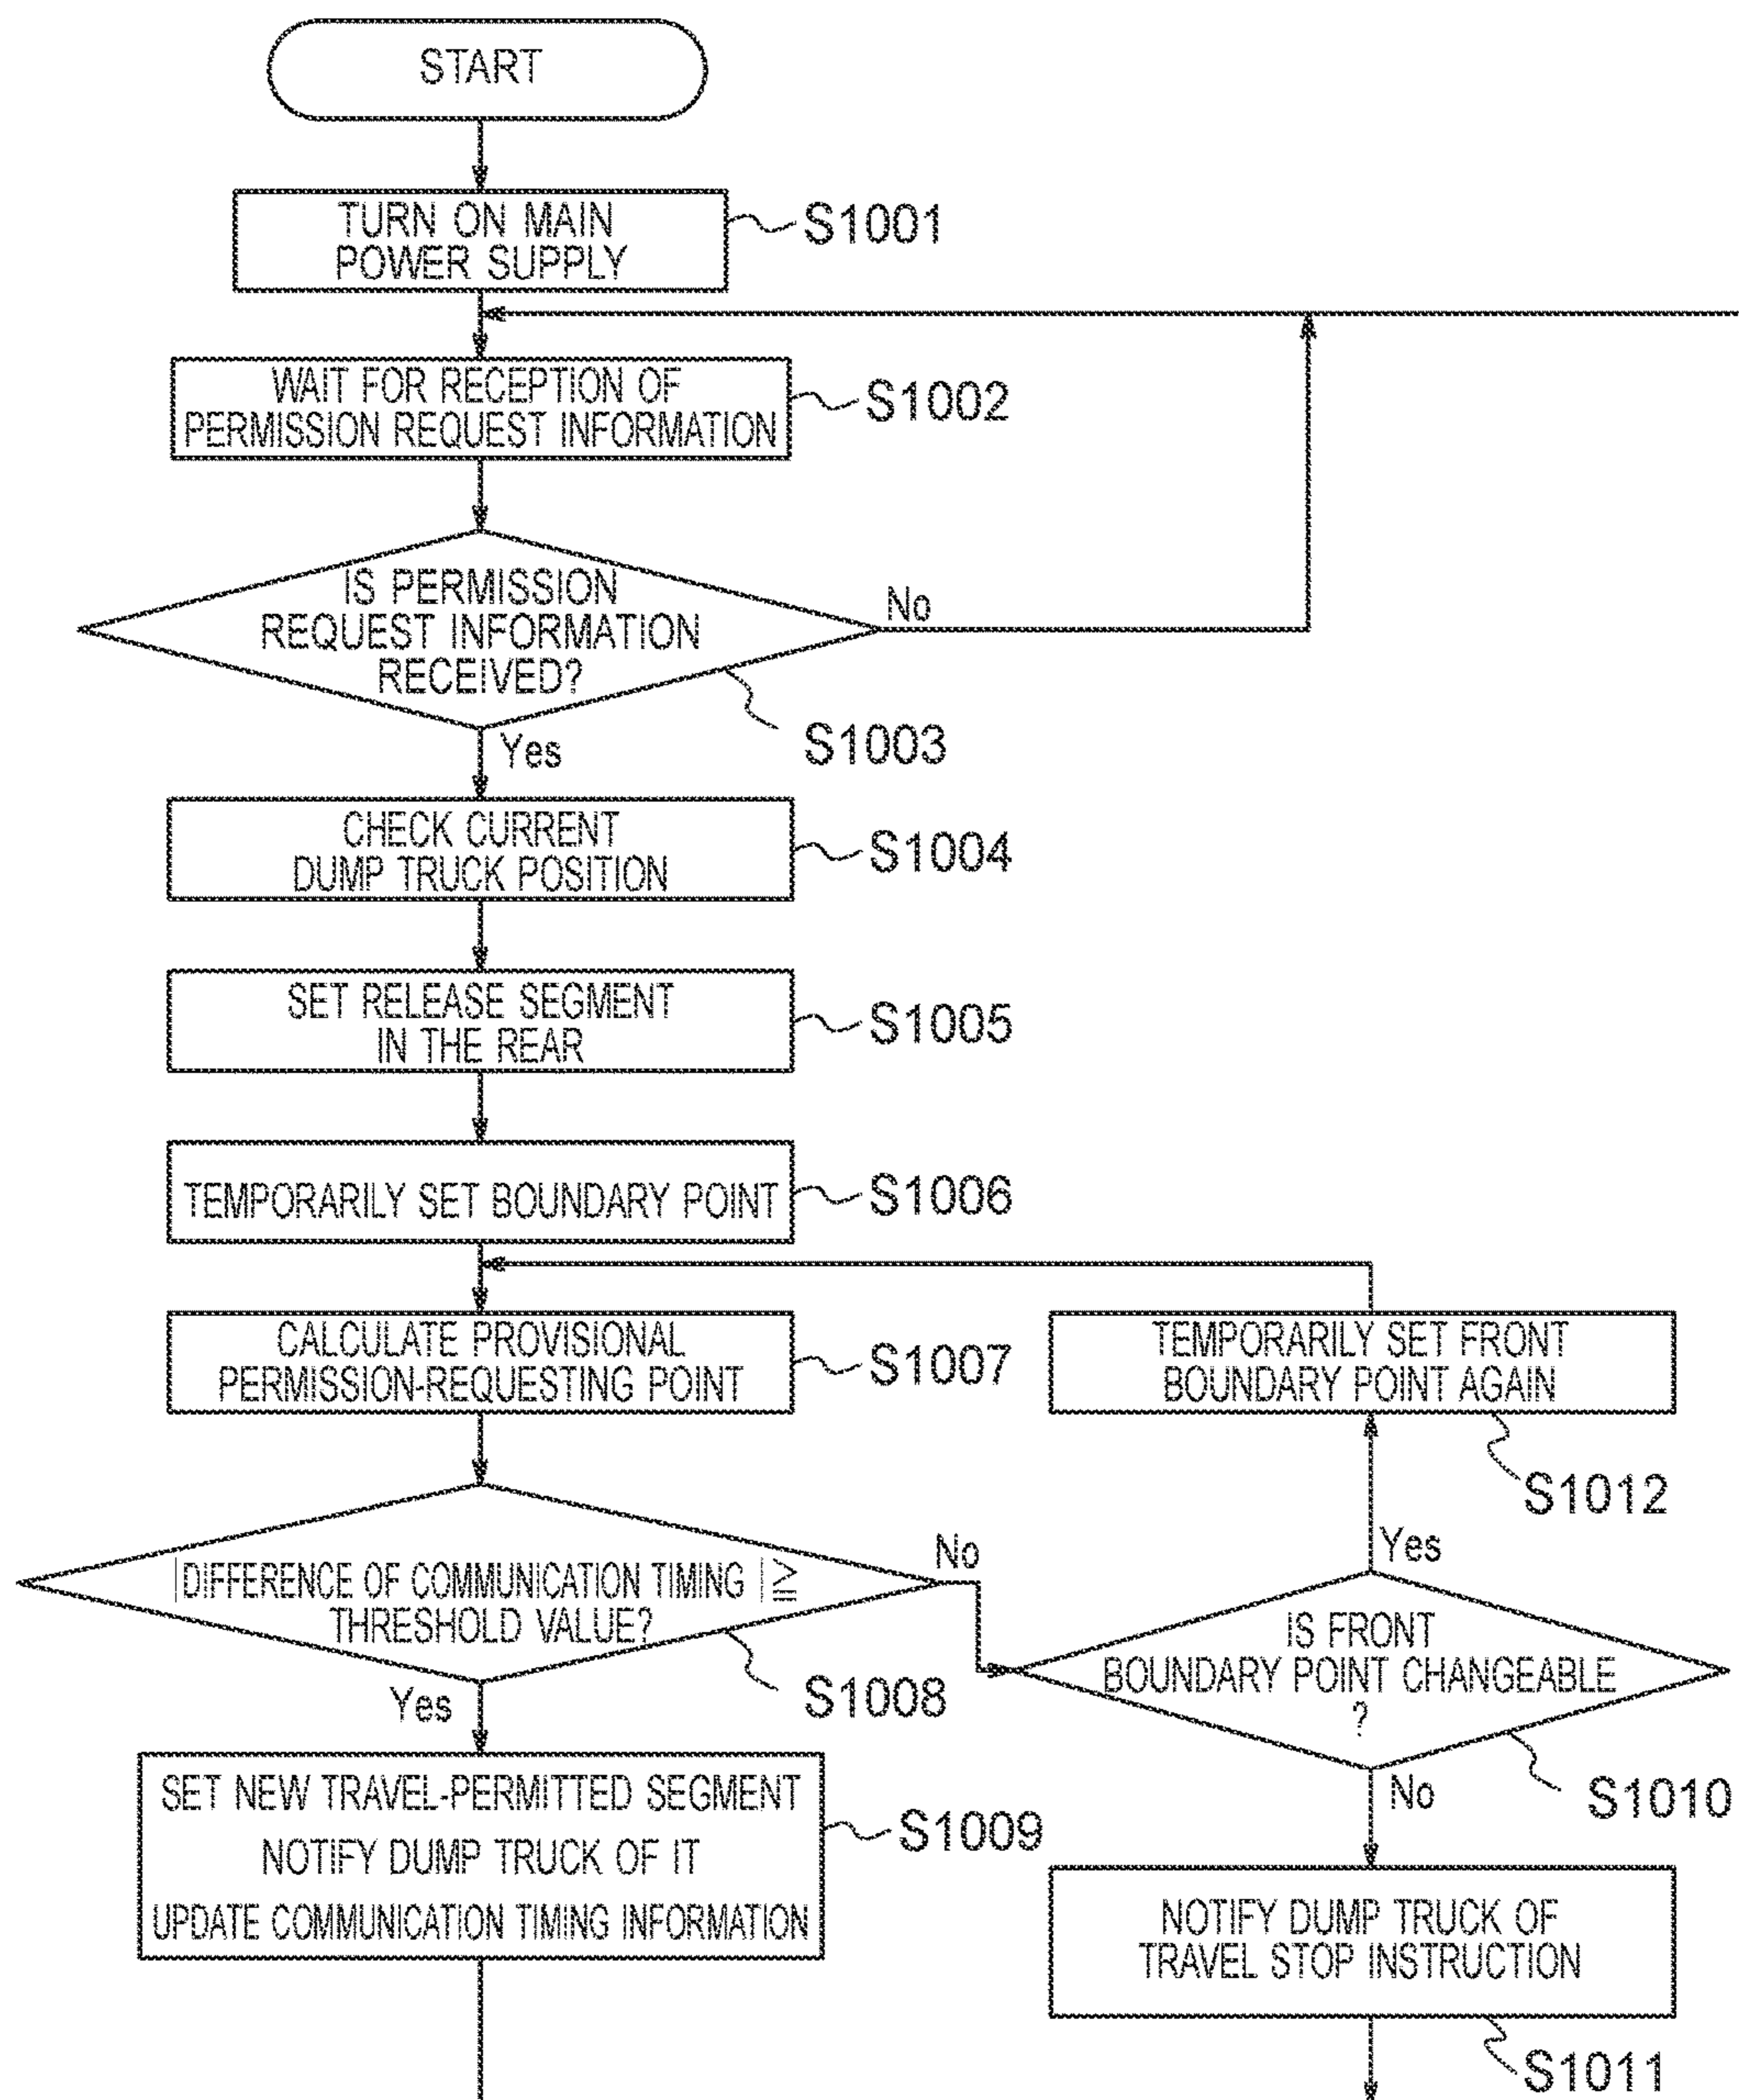 START
TURN ON MAIN
POWER SUPPLY
S1001
WAIT FOR RECEPTION OF
PERMISSION REQUEST INFORMATION
S1002
IS PERMISSION
REQUEST INFORMATION
RECEIVED?
No
S1003
Yes
CHECK CURRENT
DUMP TRUCK POSITION
S1004
SET RELEASE SEGMENT
IN THE REAR
S1005
TEMPORARILY SET BOUNDARY POINT
S1006
CALCULATE PROVISIONAL
PERMISSION-REQUESTING POINT
S1007
TEMPORARILY SET FRONT
BOUNDARY POINT AGAIN
S1012
|DIFFERENCE OF COMMUNICATION TIMING|≧
THRESHOLD VALUE?
No
S1008
Yes
IS FRONT
BOUNDARY POINT CHANGEABLE
?
Yes
S1010
No
SET NEW TRAVEL-PERMITTED SEGMENT
NOTIFY DUMP TRUCK OF IT
UPDATE COMMUNICATION TIMING INFORMATION
S1009
NOTIFY DUMP TRUCK OF
TRAVEL STOP INSTRUCTION
S1011